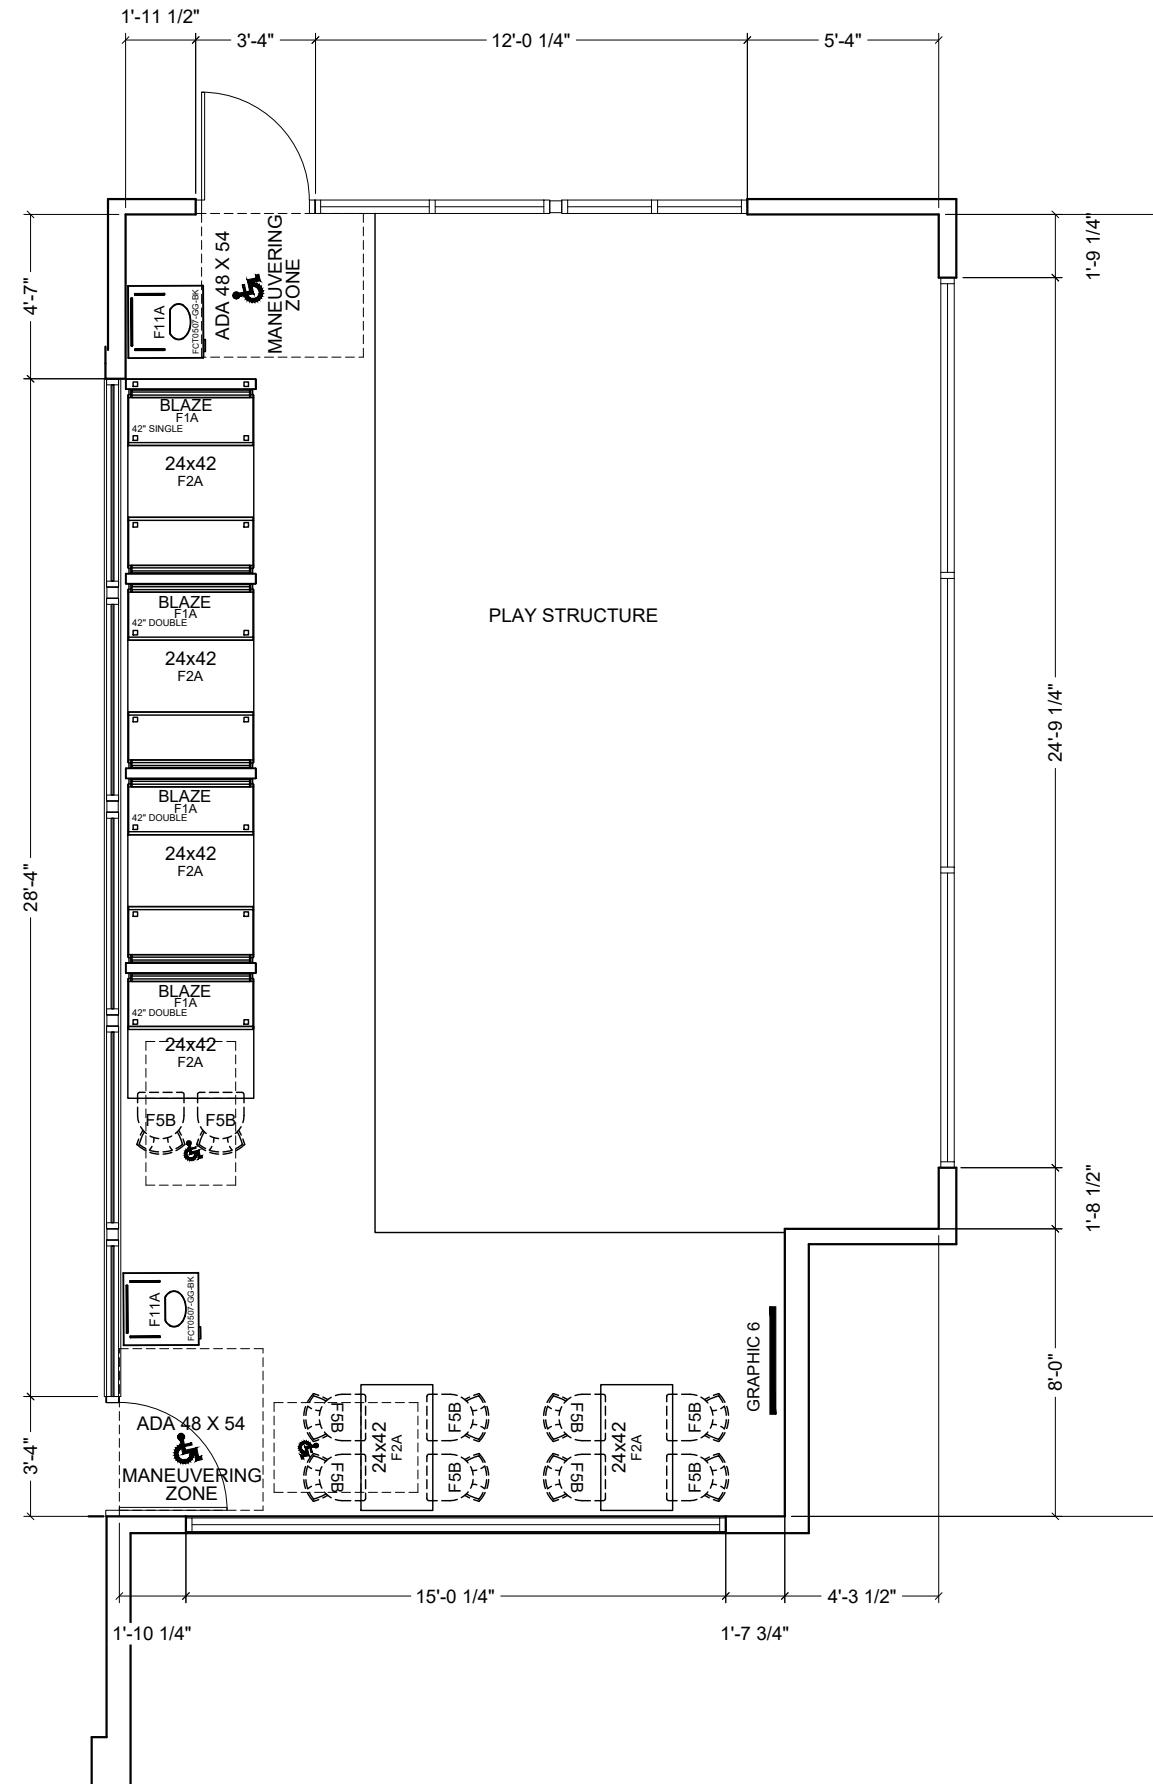 1'-11 1/2"
3'-4"
12'-0 1/4"
5'-4"
4'-7"
ADA 48 X 54
MANEUVERING
ZONE
1'-9 1/4"
F11A
FCT0507-GG-BK
BLAZE
F1A
42" SINGLE
24x42
F2A
BLAZE
F1A
42" DOUBLE
24x42
F2A
PLAY STRUCTURE
BLAZE
F1A
42" DOUBLE
24x42
F2A
24'-9 1/4"
28'-4"
BLAZE
F1A
42" DOUBLE
24x42
F2A
F5B
F5B
1'-8 1/2"
F11A
FCT0507-GG-BK
GRAPHIC 6
8'-0"
3'-4"
ADA 48 X 54
MANEUVERING
ZONE
F5B
F5B
24x42
F2A
F5B
F5B
F5B
F5B
24x42
F2A
F5B
F5B
15'-0 1/4"
4'-3 1/2"
1'-10 1/4"
1'-7 3/4"